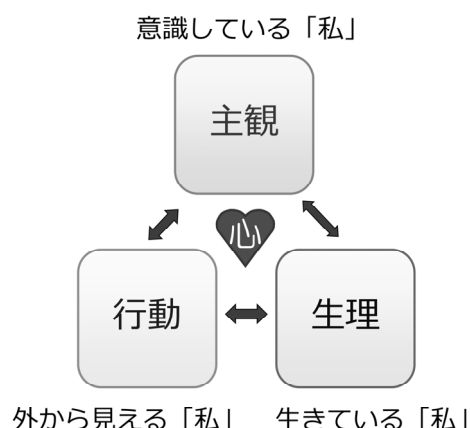 意識している「私」
主観
心
行動
生理
外から見える「私」
生きている「私」